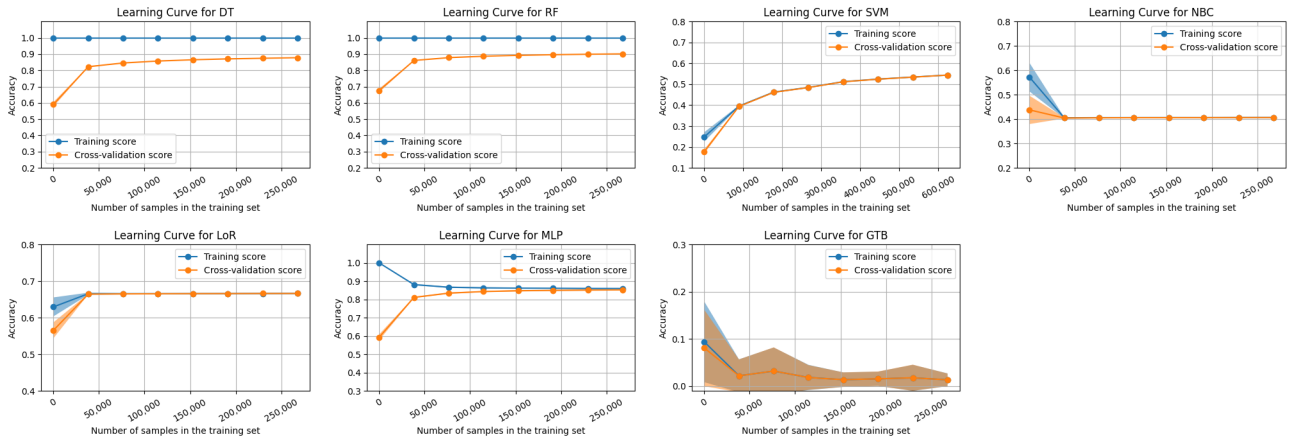 Learning Curve for DT
Accuracy
1.0
0.9
0.8
0.7
0.6
0.5
0.4
0.3
0.2
Training score
Cross-validation score
0
50,000
100,000
150,000
200,000
250,000
Number of samples in the training set
Learning Curve for RF
Accuracy
1.0
0.9
0.8
0.7
0.6
0.5
0.4
0.3
0.2
Training score
Cross-validation score
0
50,000
100,000
150,000
200,000
250,000
Number of samples in the training set
Learning Curve for SVM
Accuracy
0.8
0.7
0.6
0.5
0.4
0.3
0.2
0.1
Training score
Cross-validation score
0
100,000
200,000
300,000
400,000
500,000
600,000
Number of samples in the training set
Learning Curve for NBC
Accuracy
0.8
0.7
0.6
0.5
0.4
0.3
0.2
Training score
Cross-validation score
0
50,000
100,000
150,000
200,000
250,000
Number of samples in the training set
Learning Curve for LoR
Accuracy
0.8
0.7
0.6
0.5
0.4
Training score
Cross-validation score
0
50,000
100,000
150,000
200,000
250,000
Number of samples in the training set
Learning Curve for MLP
Accuracy
1.0
0.9
0.8
0.7
0.6
0.5
0.4
0.3
Training score
Cross-validation score
0
50,000
100,000
150,000
200,000
250,000
Number of samples in the training set
Learning Curve for GTB
Accuracy
0.3
0.2
0.1
0.0
Training score
Cross-validation score
0
50,000
100,000
150,000
200,000
250,000
Number of samples in the training set